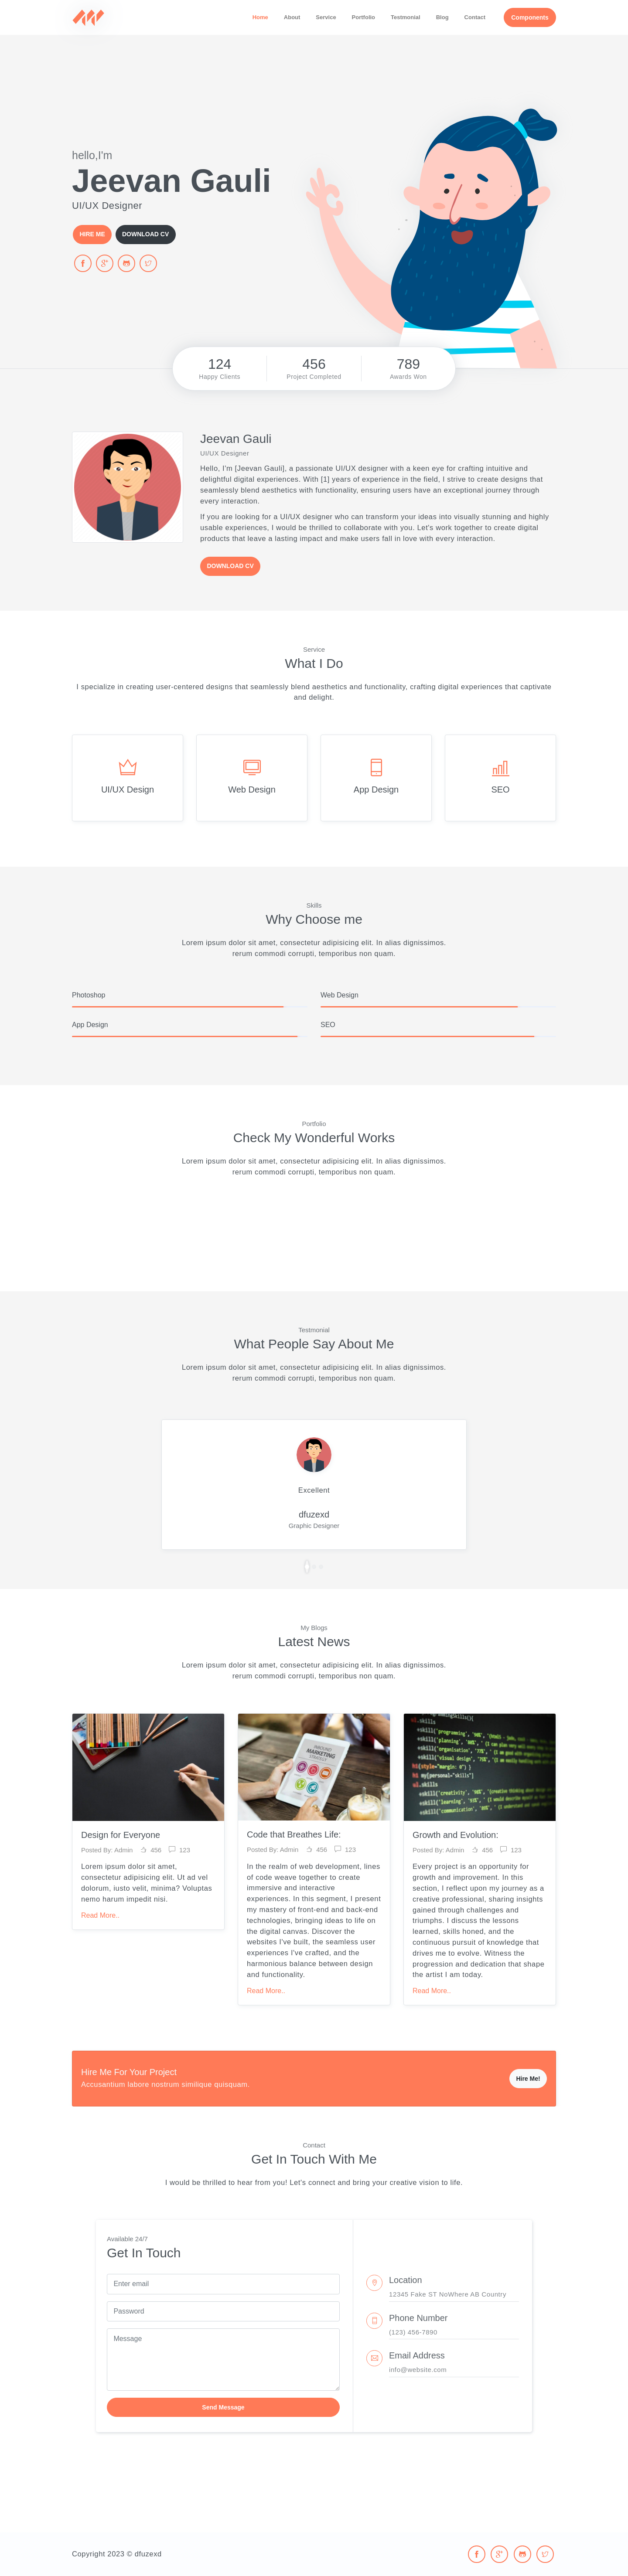 Home About Service Portfolio Testmonial Blog Contact Components
hello,I'm
Jeevan Gauli
UI/UX Designer
HIRE ME DOWNLOAD CV
124 456 789
Happy Clients Project Completed Awards Won
Jeevan Gauli
UI/UX Designer
Hello, I'm [Jeevan Gauli], a passionate UI/UX designer with a keen eye for crafting intuitive and
delightful digital experiences. With [1] years of experience in the field, I strive to create designs that
seamlessly blend aesthetics with functionality, ensuring users have an exceptional journey through
every interaction.
If you are looking for a UI/UX designer who can transform your ideas into visually stunning and highly
usable experiences, I would be thrilled to collaborate with you. Let's work together to create digital
products that leave a lasting impact and make users fall in love with every interaction.
DOWNLOAD CV
Service
What I Do
I specialize in creating user-centered designs that seamlessly blend aesthetics and functionality, crafting digital experiences that captivate
and delight.
UI/UX Design Web Design App Design SEO
Skills
Why Choose me
Lorem ipsum dolor sit amet, consectetur adipisicing elit. In alias dignissimos.
rerum commodi corrupti, temporibus non quam.
Photoshop Web Design
App Design SEO
Portfolio
Check My Wonderful Works
Lorem ipsum dolor sit amet, consectetur adipisicing elit. In alias dignissimos.
rerum commodi corrupti, temporibus non quam.
Testmonial
What People Say About Me
Lorem ipsum dolor sit amet, consectetur adipisicing elit. In alias dignissimos.
rerum commodi corrupti, temporibus non quam.
Excellent
dfuzexd
Graphic Designer
My Blogs
Latest News
Lorem ipsum dolor sit amet, consectetur adipisicing elit. In alias dignissimos.
rerum commodi corrupti, temporibus non quam.
Design for Everyone
Posted By: Admin 456 123
Lorem ipsum dolor sit amet,
consectetur adipisicing elit. Ut ad vel
dolorum, iusto velit, minima? Voluptas
nemo harum impedit nisi.
Read More..
MARKETING
STRATEGY
Code that Breathes Life:
Posted By: Admin 456 123
In the realm of web development, lines
of code weave together to create
immersive and interactive
experiences. In this segment, I present
my mastery of front-end and back-end
technologies, bringing ideas to life on
the digital canvas. Discover the
websites I've built, the seamless user
experiences I've crafted, and the
harmonious balance between design
and functionality.
Read More..
Growth and Evolution:
Posted By: Admin 456 123
Every project is an opportunity for
growth and improvement. In this
section, I reflect upon my journey as a
creative professional, sharing insights
gained through challenges and
triumphs. I discuss the lessons
learned, skills honed, and the
continuous pursuit of knowledge that
drives me to evolve. Witness the
progression and dedication that shape
the artist I am today.
Read More..
Hire Me For Your Project
Accusantium labore nostrum similique quisquam.
Hire Me!
Contact
Get In Touch With Me
I would be thrilled to hear from you! Let's connect and bring your creative vision to life.
Available 24/7
Get In Touch
Enter email
Password
Message
Send Message
Location
12345 Fake ST NoWhere AB Country
Phone Number
(123) 456-7890
Email Address
info@website.com
Copyright 2023 © dfuzexd